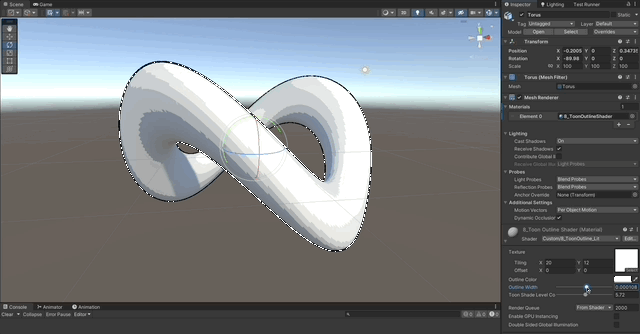 Scene Game
Console Animator Animation
Clear Collapse Error Pause Editor
Inspector Lighting Test Runner
Torus Static
Tag Untagged Layer Default
Model Open Select Overrides
Transform
Position X -0.2005 Y 0 Z 0.34735
Rotation X -89.98 Y 0 Z 0
Scale X 100 Y 100 Z 100
Torus (Mesh Filter)
Mesh Torus
Mesh Renderer
Materials 1
Element 0 8_ToonOutlineShader
Lighting
Cast Shadows On
Receive Shadows
Contribute Global Il
Light Probes
Probes
Light Probes Blend Probes
Reflection Probes Blend Probes
Anchor Override None (Transform)
Additional Settings
Motion Vectors Per Object Motion
Dynamic Occlusion
8_Toon Outline Shader (Material)
Shader Custom/8_ToonOutline_Lit Edit...
Texture
Tiling X 20 Y 12
Offset X 0 Y 0
Outline Color
Outline Width 0.000108
Toon Shade Level Co 5.72
Render Queue From Shader 2000
Enable GPU Instancing
Double Sided Global Illumination